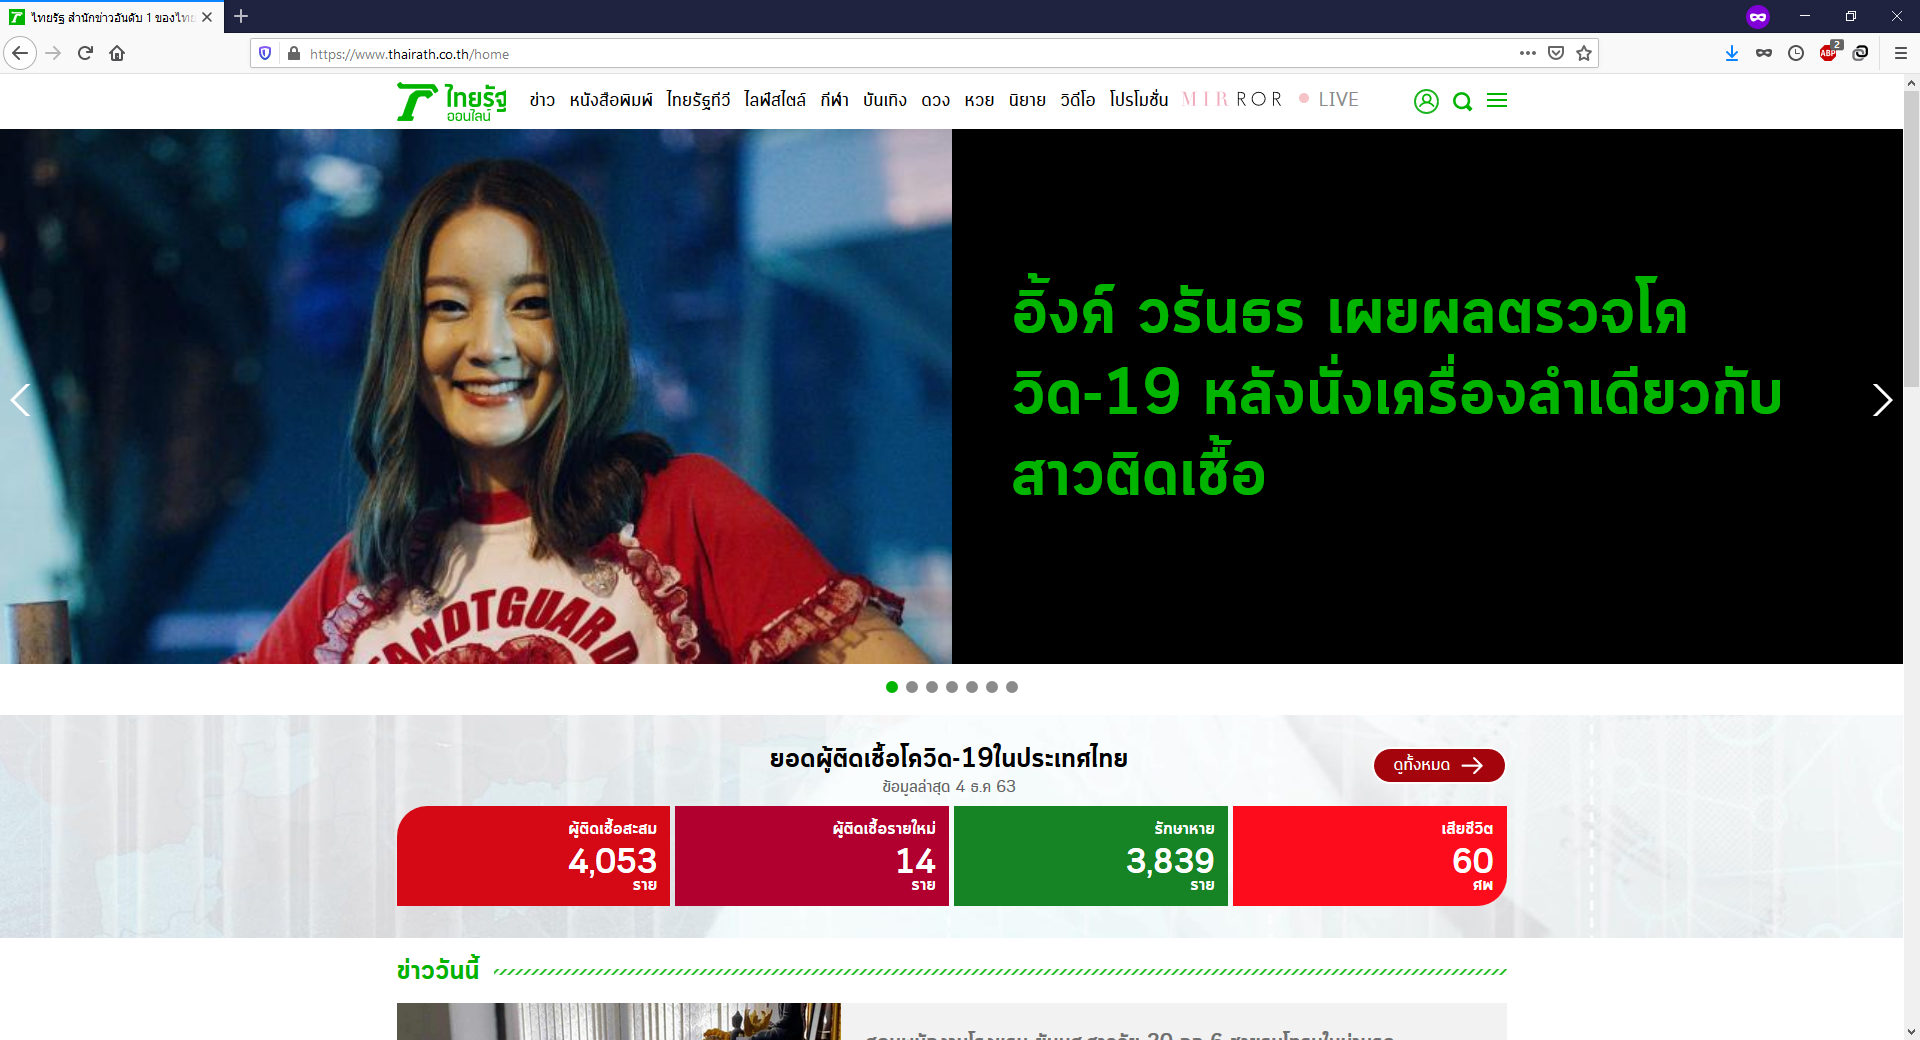 ไทยรัฐ สำนักข่าวอันดับ 1 ของไทย
https://www.thairath.co.th/home
ABP
2
ไทยรัฐ
ออนไลน์
ข่าว หนังสือพิมพ์ ไทยรัฐทีวี ไลฟ์สไตล์ กีฬา บันเทิง ดวง หวย นิยาย วิดีโอ โปรโมชั่น MIRROR LIVE
อิ้งค์ วรันธร เผยผลตรวจโค
วิด-19 หลังนั่งเครื่องลำเดียวกับ
สาวติดเชื้อ
ANDTGUARD
ยอดผู้ติดเชื้อโควิด-19ในประเทศไทย
ข้อมูลล่าสุด 4 ธ.ค 63
ดูทั้งหมด
ผู้ติดเชื้อสะสม
4,053
ราย
ผู้ติดเชื้อรายใหม่
14
ราย
รักษาหาย
3,839
ราย
เสียชีวิต
60
ศพ
ข่าววันนี้